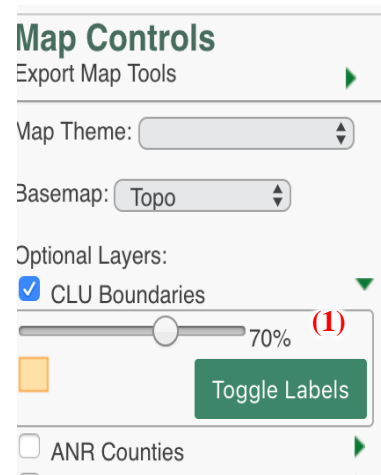 Map Controls
Export Map Tools
Map Theme:
Basemap: Topo
Optional Layers:
CLU Boundaries
70% (1)
Toggle Labels
ANR Counties